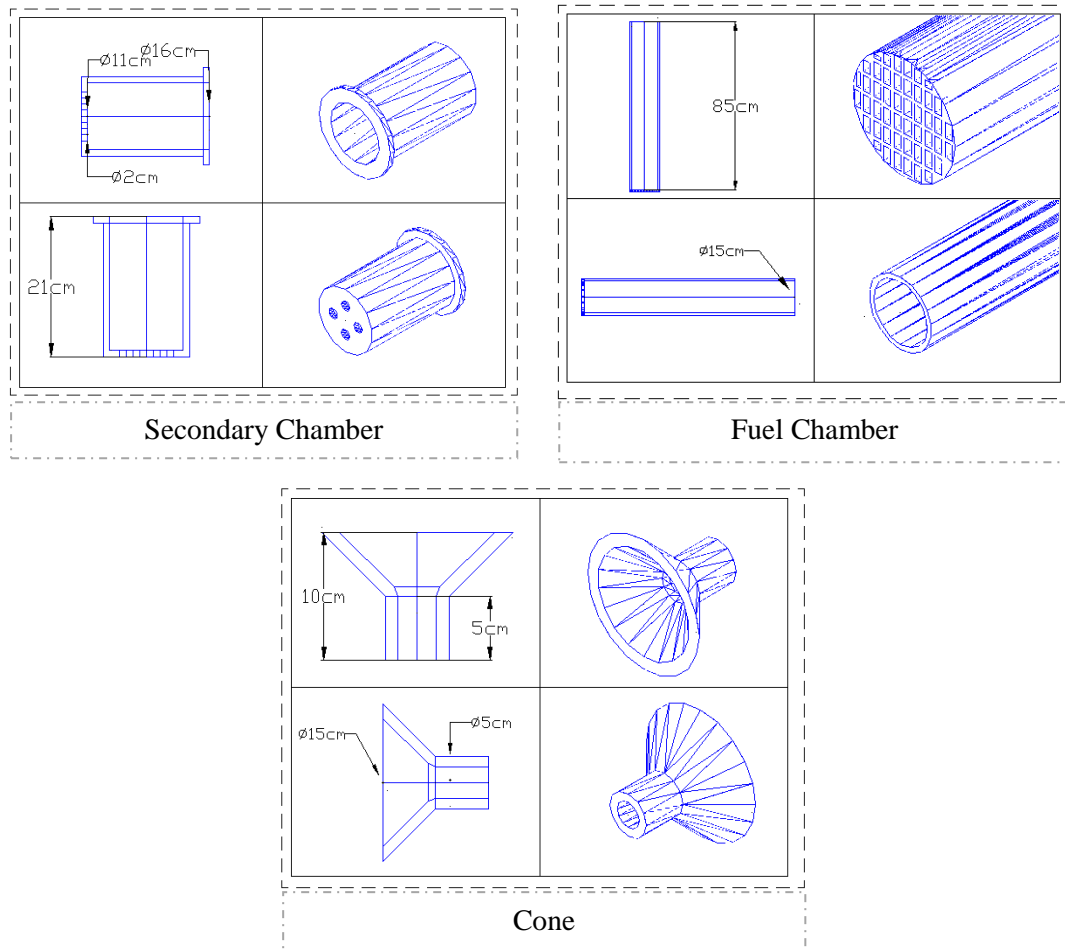 Ø16cm
Ø11cm
Ø2cm
21cm
Secondary Chamber
85cm
Ø15cm
Fuel Chamber
10cm
5cm
Ø15cm
Ø5cm
Cone